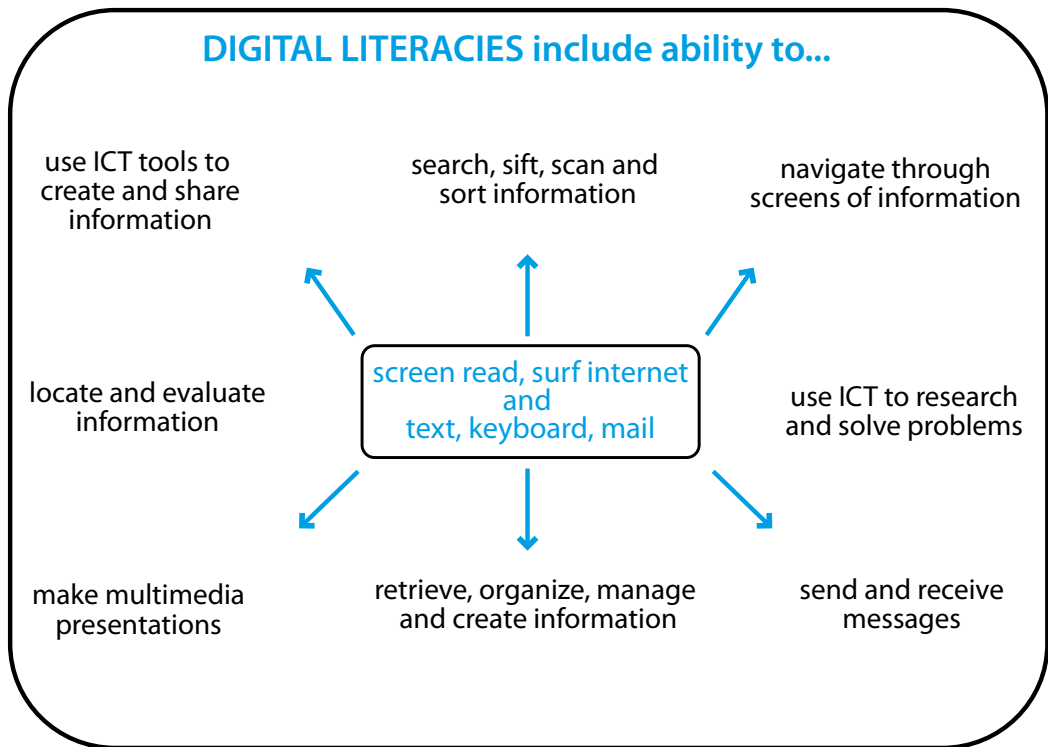 DIGITAL LITERACIES include ability to...
use ICT tools to
create and share
information
search, sift, scan and
sort information
navigate through
screens of information
locate and evaluate
information
screen read, surf internet
and
text, keyboard, mail
use ICT to research
and solve problems
make multimedia
presentations
retrieve, organize, manage
and create information
send and receive
messages